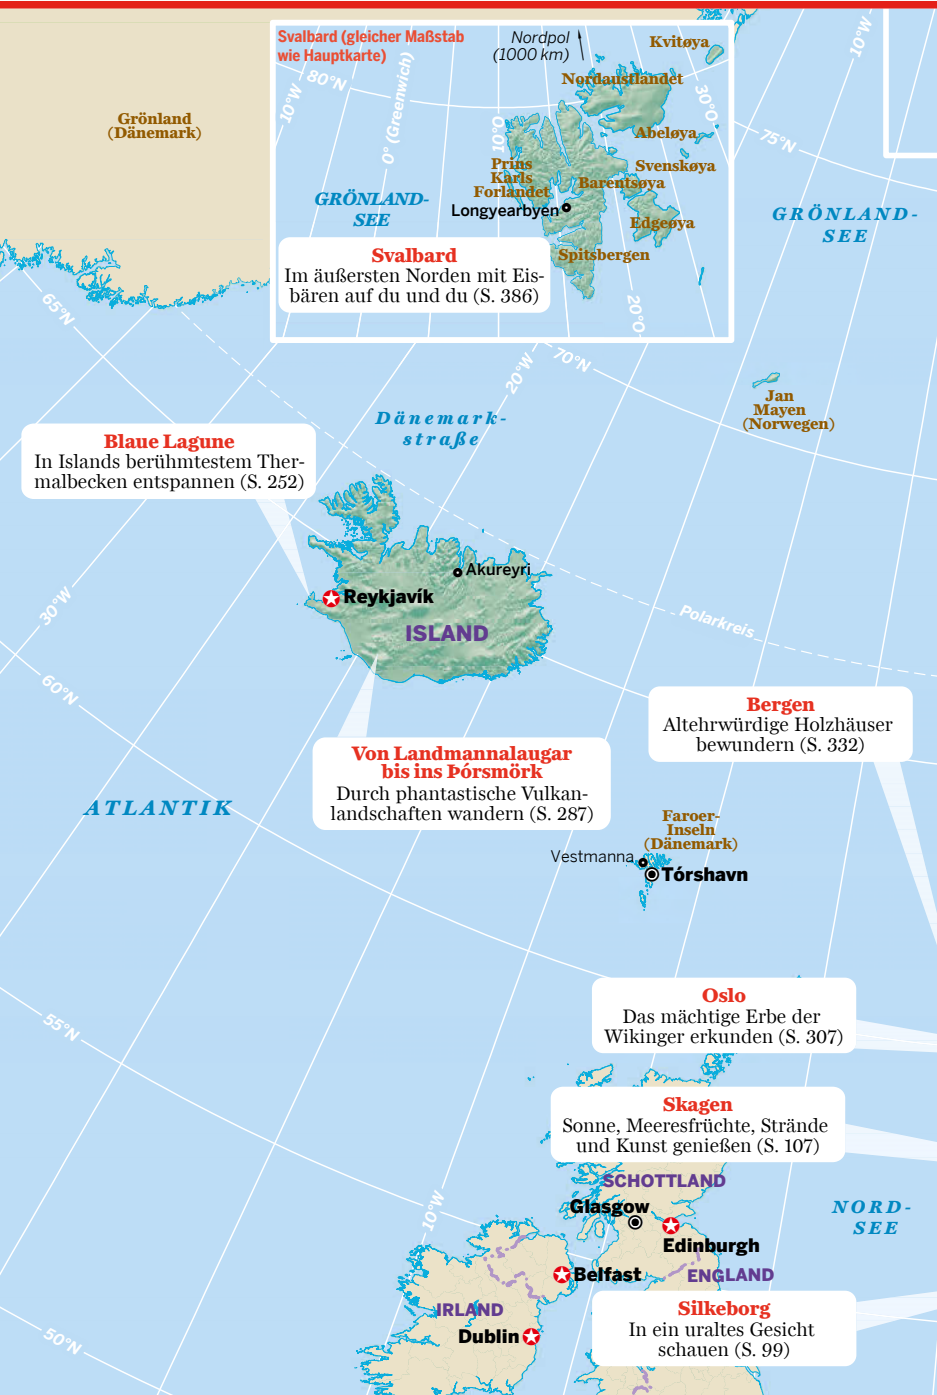 Svalbard (gleicher Maßstab
wie Hauptkarte)
Nordpol
(1000 km)
Kvitøya
10°W
80°N
10°W
0° (Greenwich)
10°O
30°O
Nordaustlandet
Grönland
(Dänemark)
Abeløya
75°N
Prins
Karls
Forlandet
Svenskøya
Barentsøya
GRÖNLAND-
SEE
Longyearbyen
Edgeøya
GRÖNLAND-
SEE
Svalbard
Im äußersten Norden mit Eis-
bären auf du und du (S. 386)
Spitsbergen
65°N
20°O
70°N
20°W
Jan
Mayen
(Norwegen)
Dänemark-
straße
Blaue Lagune
In Islands berühmtestem Ther-
malbecken entspannen (S. 252)
Akureyri
30°W
Reykjavík
Polarkreis
ISLAND
60°N
Bergen
Altehrwürdige Holzhäuser
bewundern (S. 332)
Von Landmannalaugar
bis ins Þórsmörk
Durch phantastische Vulkan-
landschaften wandern (S. 287)
ATLANTIK
Faroer-
Inseln
(Dänemark)
Vestmanna
Tórshavn
Oslo
Das mächtige Erbe der
Wikinger erkunden (S. 307)
55°N
Skagen
Sonne, Meeresfrüchte, Strände
und Kunst genießen (S. 107)
SCHOTTLAND
10°W
Glasgow
NORD-
SEE
Edinburgh
Belfast
ENGLAND
IRLAND
Silkeborg
In ein uraltes Gesicht
schauen (S. 99)
Dublin
50°N